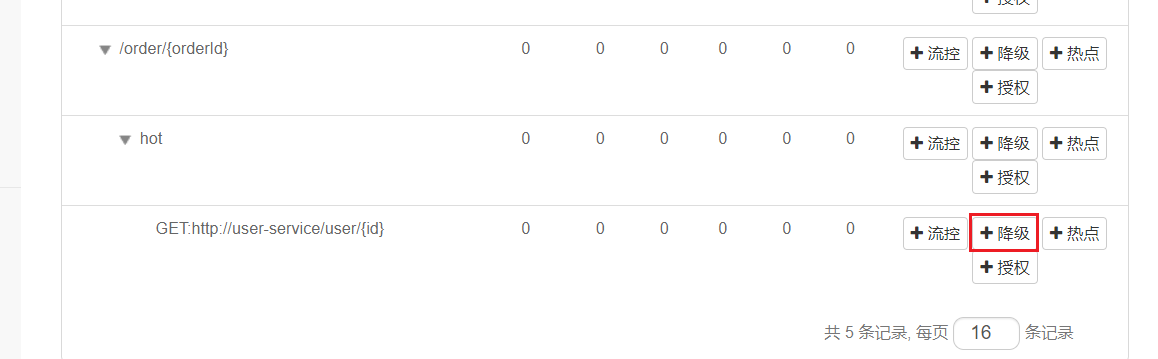 授权
/order/{orderId} 0 0 0 0 0 0 流控 降级 热点
授权
hot 0 0 0 0 0 0 流控 降级 热点
授权
GET:http://user-service/user/{id} 0 0 0 0 0 0 流控 降级 热点
授权
共 5 条记录, 每页 16 条记录